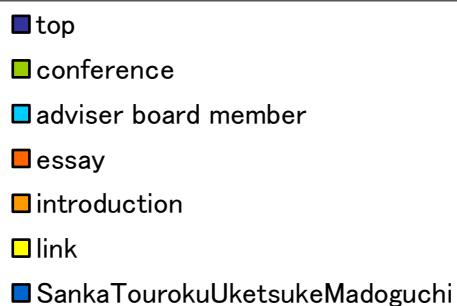 top
conference
adviser board member
essay
introduction
link
SankaTourokuUketsukeMadoguchi